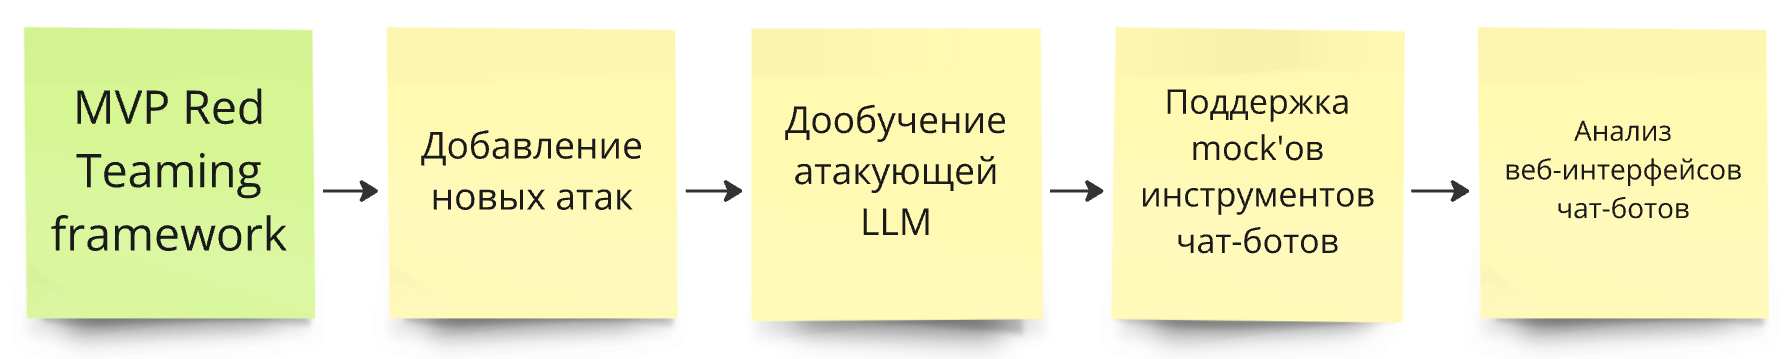 MVP Red
Teaming
framework
Добавление
новых атак
Дообучение
атакующей
LLM
Поддержка
mock'ов
инструментов
чат-ботов
Анализ
веб-интерфейсов
чат-ботов